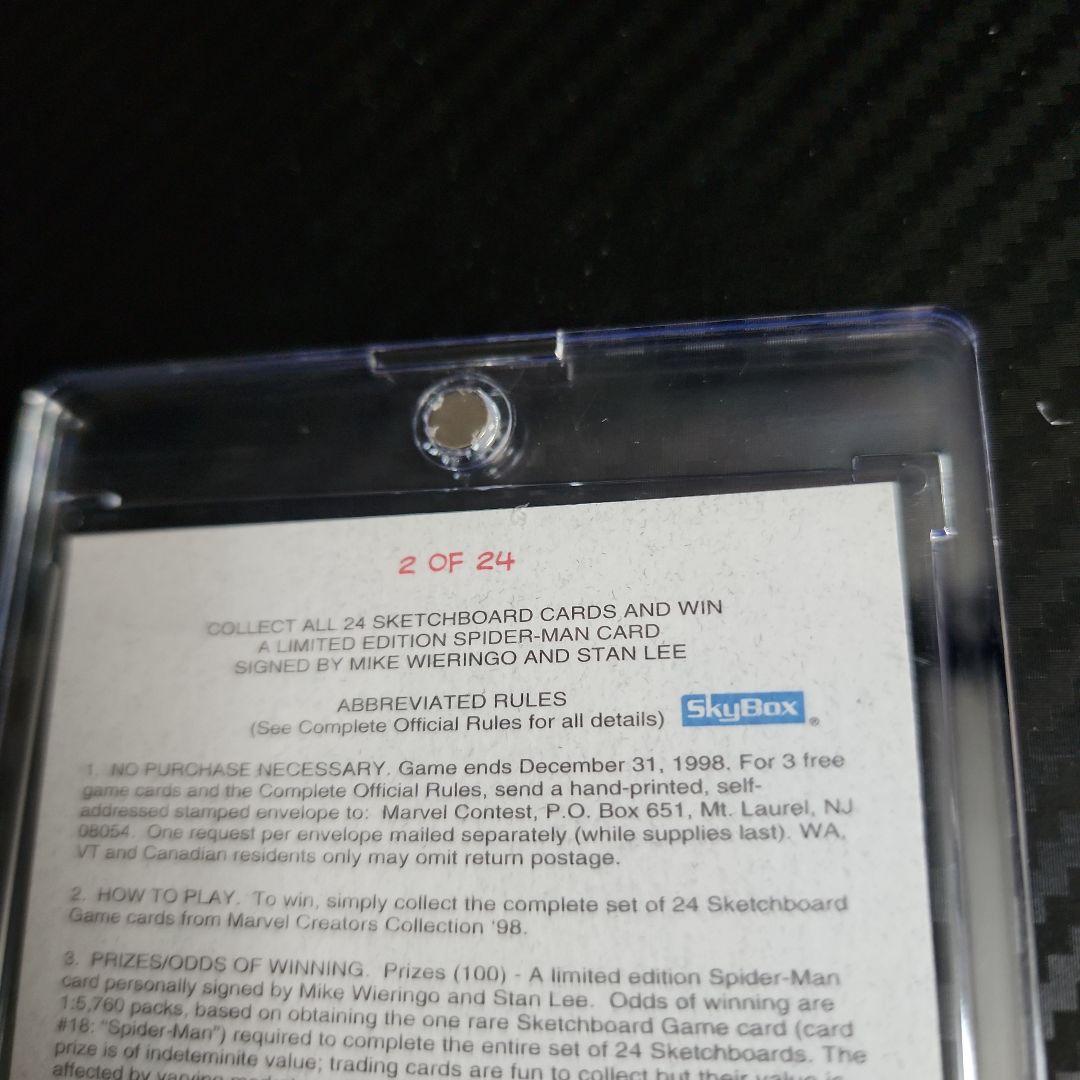 2 OF 24
COLLECT ALL 24 SKETCHBOARD CARDS AND WIN
A LIMITED EDITION SPIDER-MAN CARD
SIGNED BY MIKE WIERINGO AND STAN LEE
ABBREVIATED RULES
(See Complete Official Rules for all details)
SkyBox®
1. NO PURCHASE NECESSARY. Game ends December 31, 1998. For 3 free
game cards and the Complete Official Rules, send a hand-printed, self-
addressed stamped envelope to: Marvel Contest, P.O. Box 651, Mt. Laurel, NJ
08054. One request per envelope mailed separately (while supplies last). WA,
VT and Canadian residents only may omit return postage.
2. HOW TO PLAY. To win, simply collect the complete set of 24 Sketchboard
Game cards from Marvel Creators Collection '98.
3. PRIZES/ODDS OF WINNING. Prizes (100) - A limited edition Spider-Man
card personally signed by Mike Wieringo and Stan Lee. Odds of winning are
1:5,760 packs, based on obtaining the one rare Sketchboard Game card (card
#18: "Spider-Man") required to complete the entire set of 24 Sketchboards. The
prize is of indeteminite value; trading cards are fun to collect but their value is
affected by varying